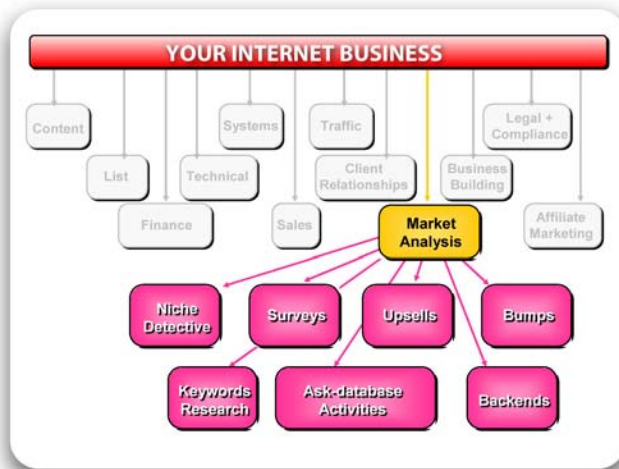 YOUR INTERNET BUSINESS
Content
Systems
Traffic
Legal +
Compliance
List
Technical
Client
Relationships
Business
Building
Finance
Sales
Market
Analysis
Affiliate
Marketing
Niche
Detective
Surveys
Upsells
Bumps
Keywords
Research
Ask-database
Activities
Backends